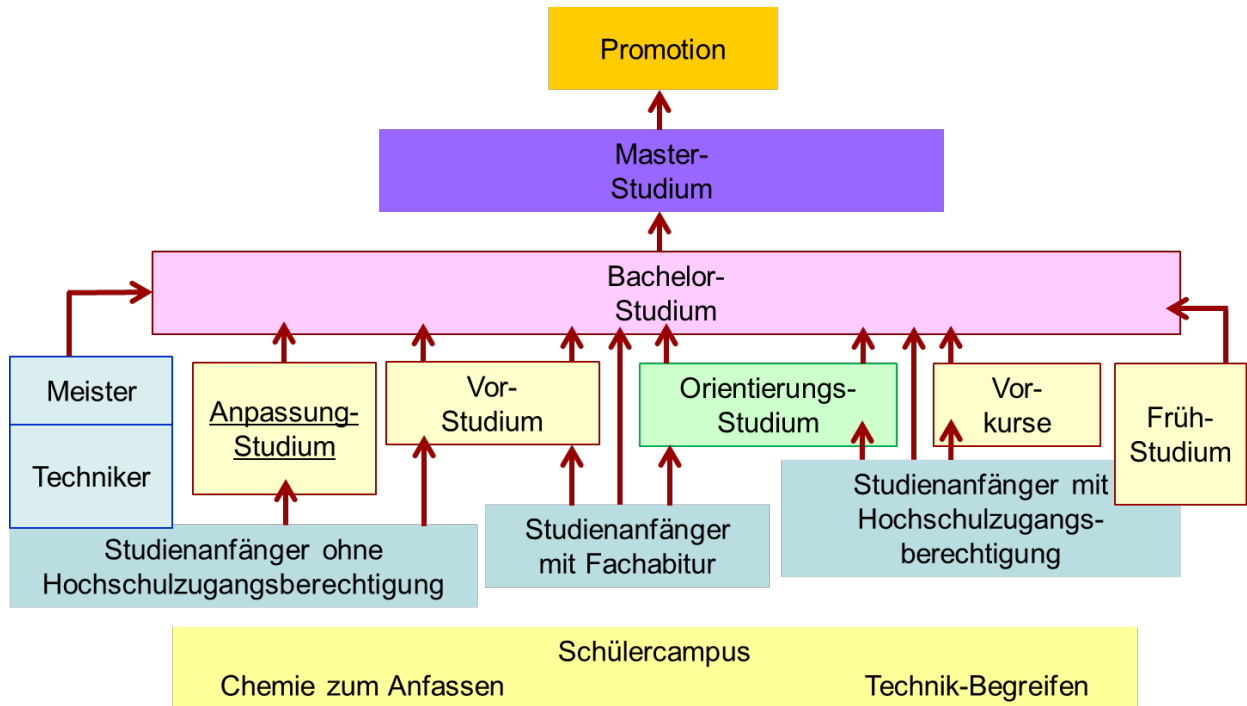 Promotion
Master-
Studium
Bachelor-
Studium
Meister
Techniker
Anpassung-
Studium
Vor-
Studium
Orientierungs-
Studium
Vor-
kurse
Früh-
Studium
Studienanfänger ohne
Hochschulzugangsberechtigung
Studienanfänger
mit Fachabitur
Studienanfänger mit
Hochschulzugangs-
berechtigung
Schülercampus
Chemie zum Anfassen
Technik-Begreifen